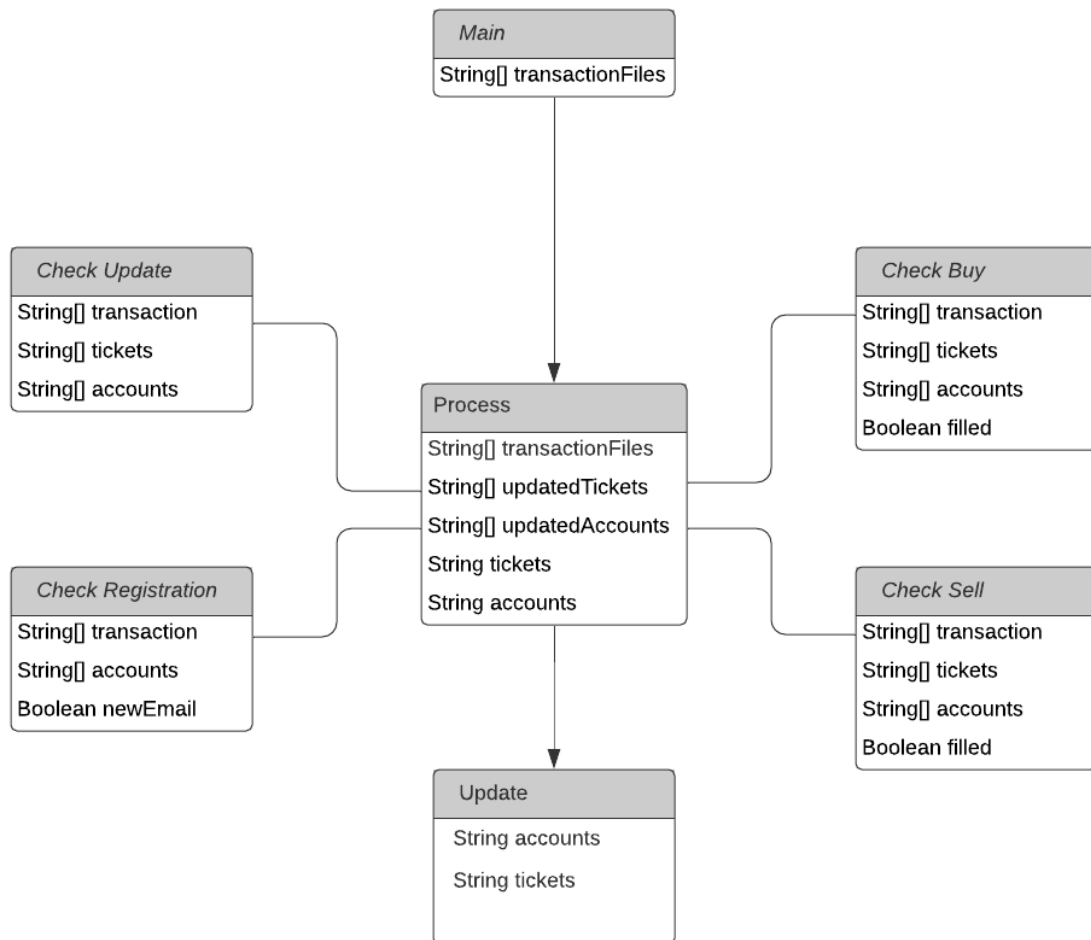 Main
String[] transactionFiles
Check Update
String[] transaction
String[] tickets
String[] accounts
Check Buy
String[] transaction
String[] tickets
String[] accounts
Boolean filled
Process
String[] transactionFiles
String[] updatedTickets
String[] updatedAccounts
String tickets
String accounts
Check Registration
String[] transaction
String[] accounts
Boolean newEmail
Check Sell
String[] transaction
String[] tickets
String[] accounts
Boolean filled
Update
String accounts
String tickets